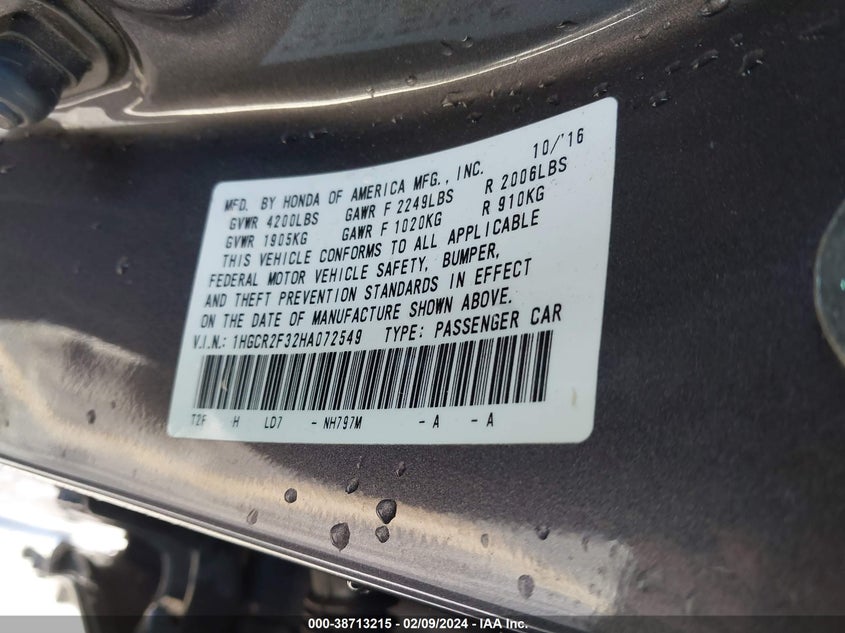 MFD. BY HONDA OF AMERICA MFG., INC. 10/'16
GVWR 4200LBS GAWR F 2249LBS R 2006LBS
GVWR 1905KG GAWR F 1020KG R 910KG
THIS VEHICLE CONFORMS TO ALL APPLICABLE
FEDERAL MOTOR VEHICLE SAFETY, BUMPER,
AND THEFT PREVENTION STANDARDS IN EFFECT
ON THE DATE OF MANUFACTURE SHOWN ABOVE.
V.I.N.: 1HGCR2F32HA072549 TYPE: PASSENGER CAR
T2F H LD7 - NH797M - A - A
000-38713215 - 02/09/2024 - IAA Inc.